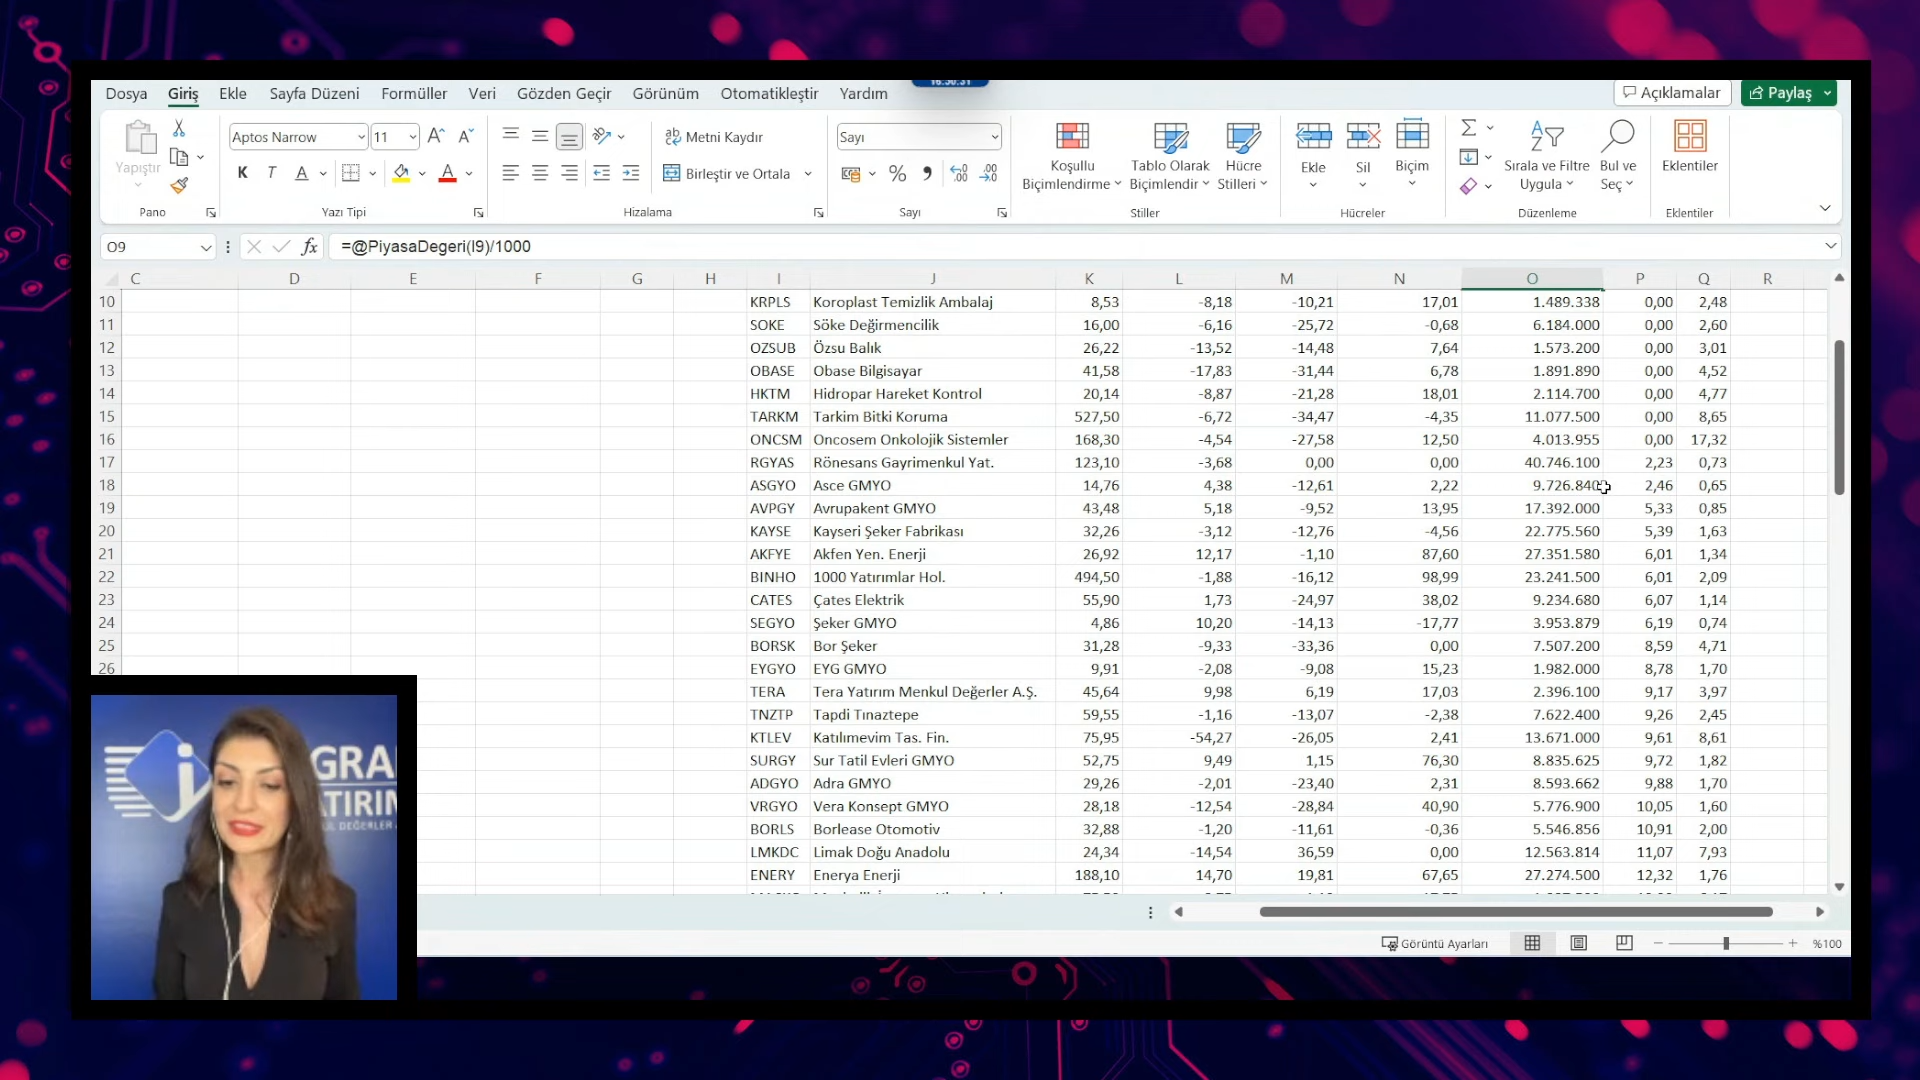 16:30:31
Dosya Giriş Ekle Sayfa Düzeni Formüller Veri Gözden Geçir Görünüm Otomatikleştir Yardım Açıklamalar Paylaş
Yapıştır
Aptos Narrow 11
K T A
Metni Kaydır
Birleştir ve Ortala
Sayı
Koşullu Biçimlendirme
Tablo Olarak Biçimlendir
Hücre Stilleri
Ekle
Sil
Biçim
Sırala ve Filtre Uygula
Bul ve Seç
Eklentiler
Pano Yazı Tipi Hizalama Sayı Stiller Hücreler Düzenleme Eklentiler
O9 fx =@PiyasaDegeri(I9)/1000
C D E F G H I J K L M N O P Q R
10 KRPLS Koroplast Temizlik Ambalaj 8,53 -8,18 -10,21 17,01 1.489.338 0,00 2,48
11 SOKE Söke Değirmencilik 16,00 -6,16 -25,72 -0,68 6.184.000 0,00 2,60
12 OZSUB Özsu Balık 26,22 -13,52 -14,48 7,64 1.573.200 0,00 3,01
13 OBASE Obase Bilgisayar 41,58 -17,83 -31,44 6,78 1.891.890 0,00 4,52
14 HKTM Hidropar Hareket Kontrol 20,14 -8,87 -21,28 18,01 2.114.700 0,00 4,77
15 TARKM Tarkim Bitki Koruma 527,50 -6,72 -34,47 -4,35 11.077.500 0,00 8,65
16 ONCSM Oncosem Onkolojik Sistemler 168,30 -4,54 -27,58 12,50 4.013.955 0,00 17,32
17 RGYAS Rönesans Gayrimenkul Yat. 123,10 -3,68 0,00 0,00 40.746.100 2,23 0,73
18 ASGYO Asce GMYO 14,76 4,38 -12,61 2,22 9.726.840 2,46 0,65
19 AVPGY Avrupakent GMYO 43,48 5,18 -9,52 13,95 17.392.000 5,33 0,85
20 KAYSE Kayseri Şeker Fabrikası 32,26 -3,12 -12,76 -4,56 22.775.560 5,39 1,63
21 AKFYE Akfen Yen. Enerji 26,92 12,17 -1,10 87,60 27.351.580 6,01 1,34
22 BINHO 1000 Yatırımlar Hol. 494,50 -1,88 -16,12 98,99 23.241.500 6,01 2,09
23 CATES Çates Elektrik 55,90 1,73 -24,97 38,02 9.234.680 6,07 1,14
24 SEGYO Şeker GMYO 4,86 10,20 -14,13 -17,77 3.953.879 6,19 0,74
25 BORSK Bor Şeker 31,28 -9,33 -33,36 0,00 7.507.200 8,59 4,71
26 EYGYO EYG GMYO 9,91 -2,08 -9,08 15,23 1.982.000 8,78 1,70
TERA Tera Yatırım Menkul Değerler A.Ş. 45,64 9,98 6,19 17,03 2.396.100 9,17 3,97
TNZTP Tapdi Tınaztepe 59,55 -1,16 -13,07 -2,38 7.622.400 9,26 2,45
KTLEV Katılımevim Tas. Fin. 75,95 -54,27 -26,05 2,41 13.671.000 9,61 8,61
SURGY Sur Tatil Evleri GMYO 52,75 9,49 1,15 76,30 8.835.625 9,72 1,82
ADGYO Adra GMYO 29,26 -2,01 -23,40 2,31 8.593.662 9,88 1,70
VRGYO Vera Konsept GMYO 28,18 -12,54 -28,84 40,90 5.776.900 10,05 1,60
BORLS Borlease Otomotiv 32,88 -1,20 -11,61 -0,36 5.546.856 10,91 2,00
LMKDC Limak Doğu Anadolu 24,34 -14,54 36,59 0,00 12.563.814 11,07 7,93
ENERY Enerya Enerji 188,10 14,70 19,81 67,65 27.274.500 12,32 1,76
Görüntü Ayarları %100
GRA
ATIRIM
DEĞERLER